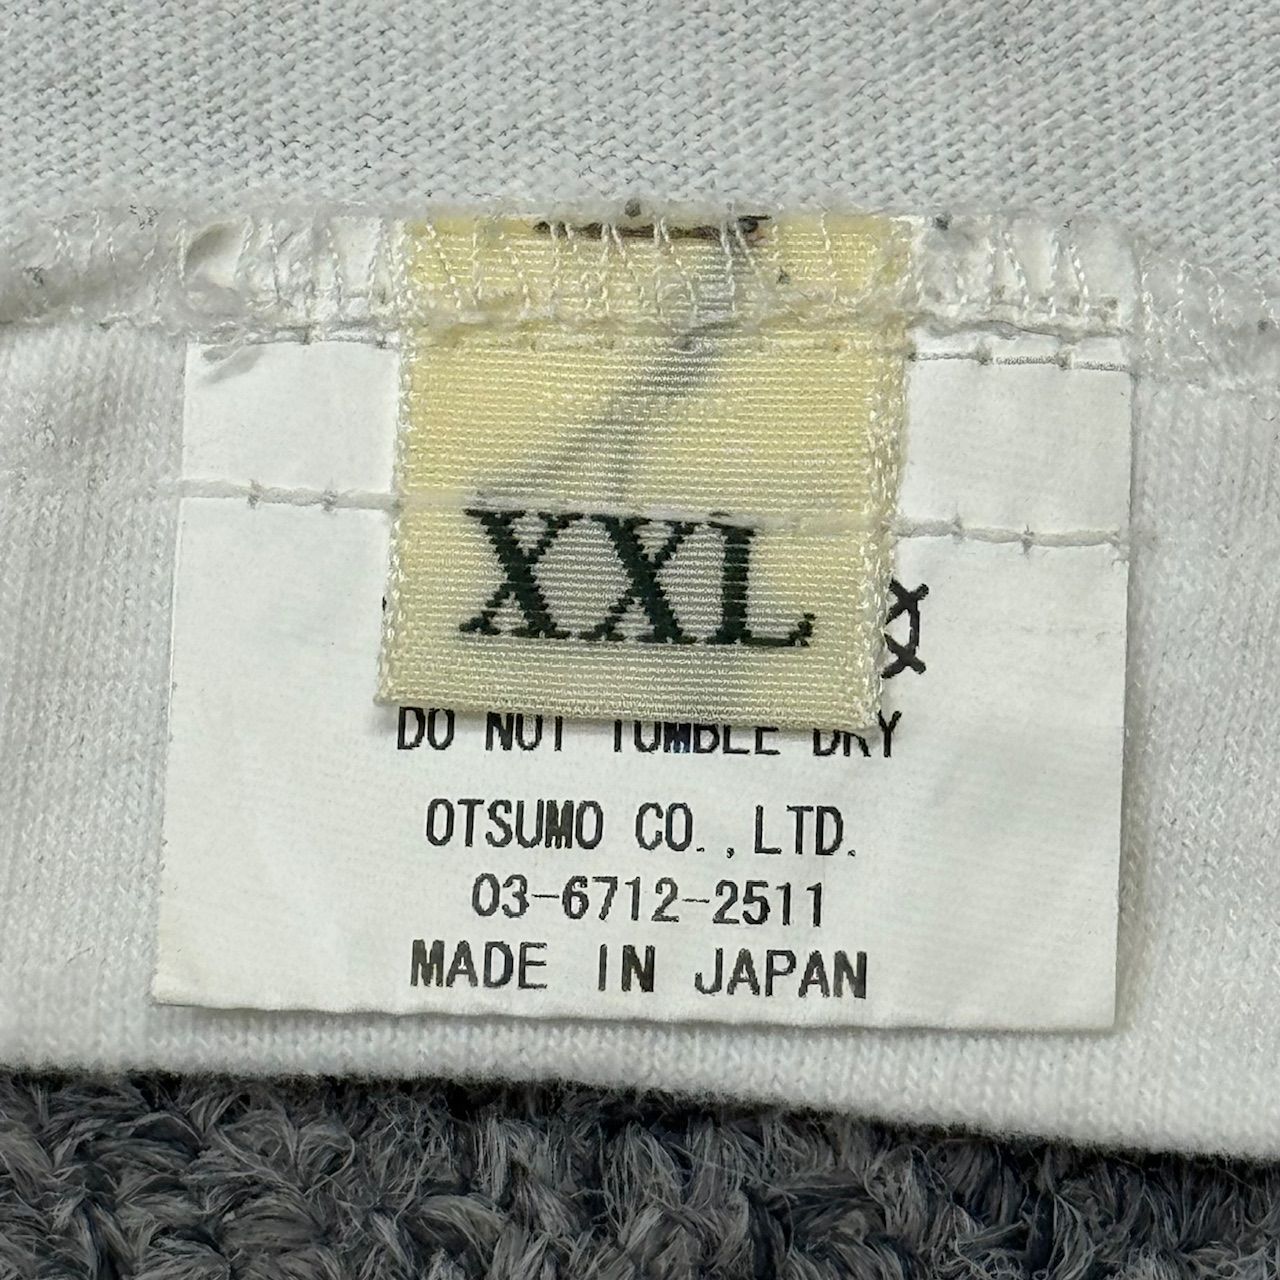 XXL
DO NOT TUMBLE DRY
OTSUMO CO.,LTD.
03-6712-2511
MADE IN JAPAN